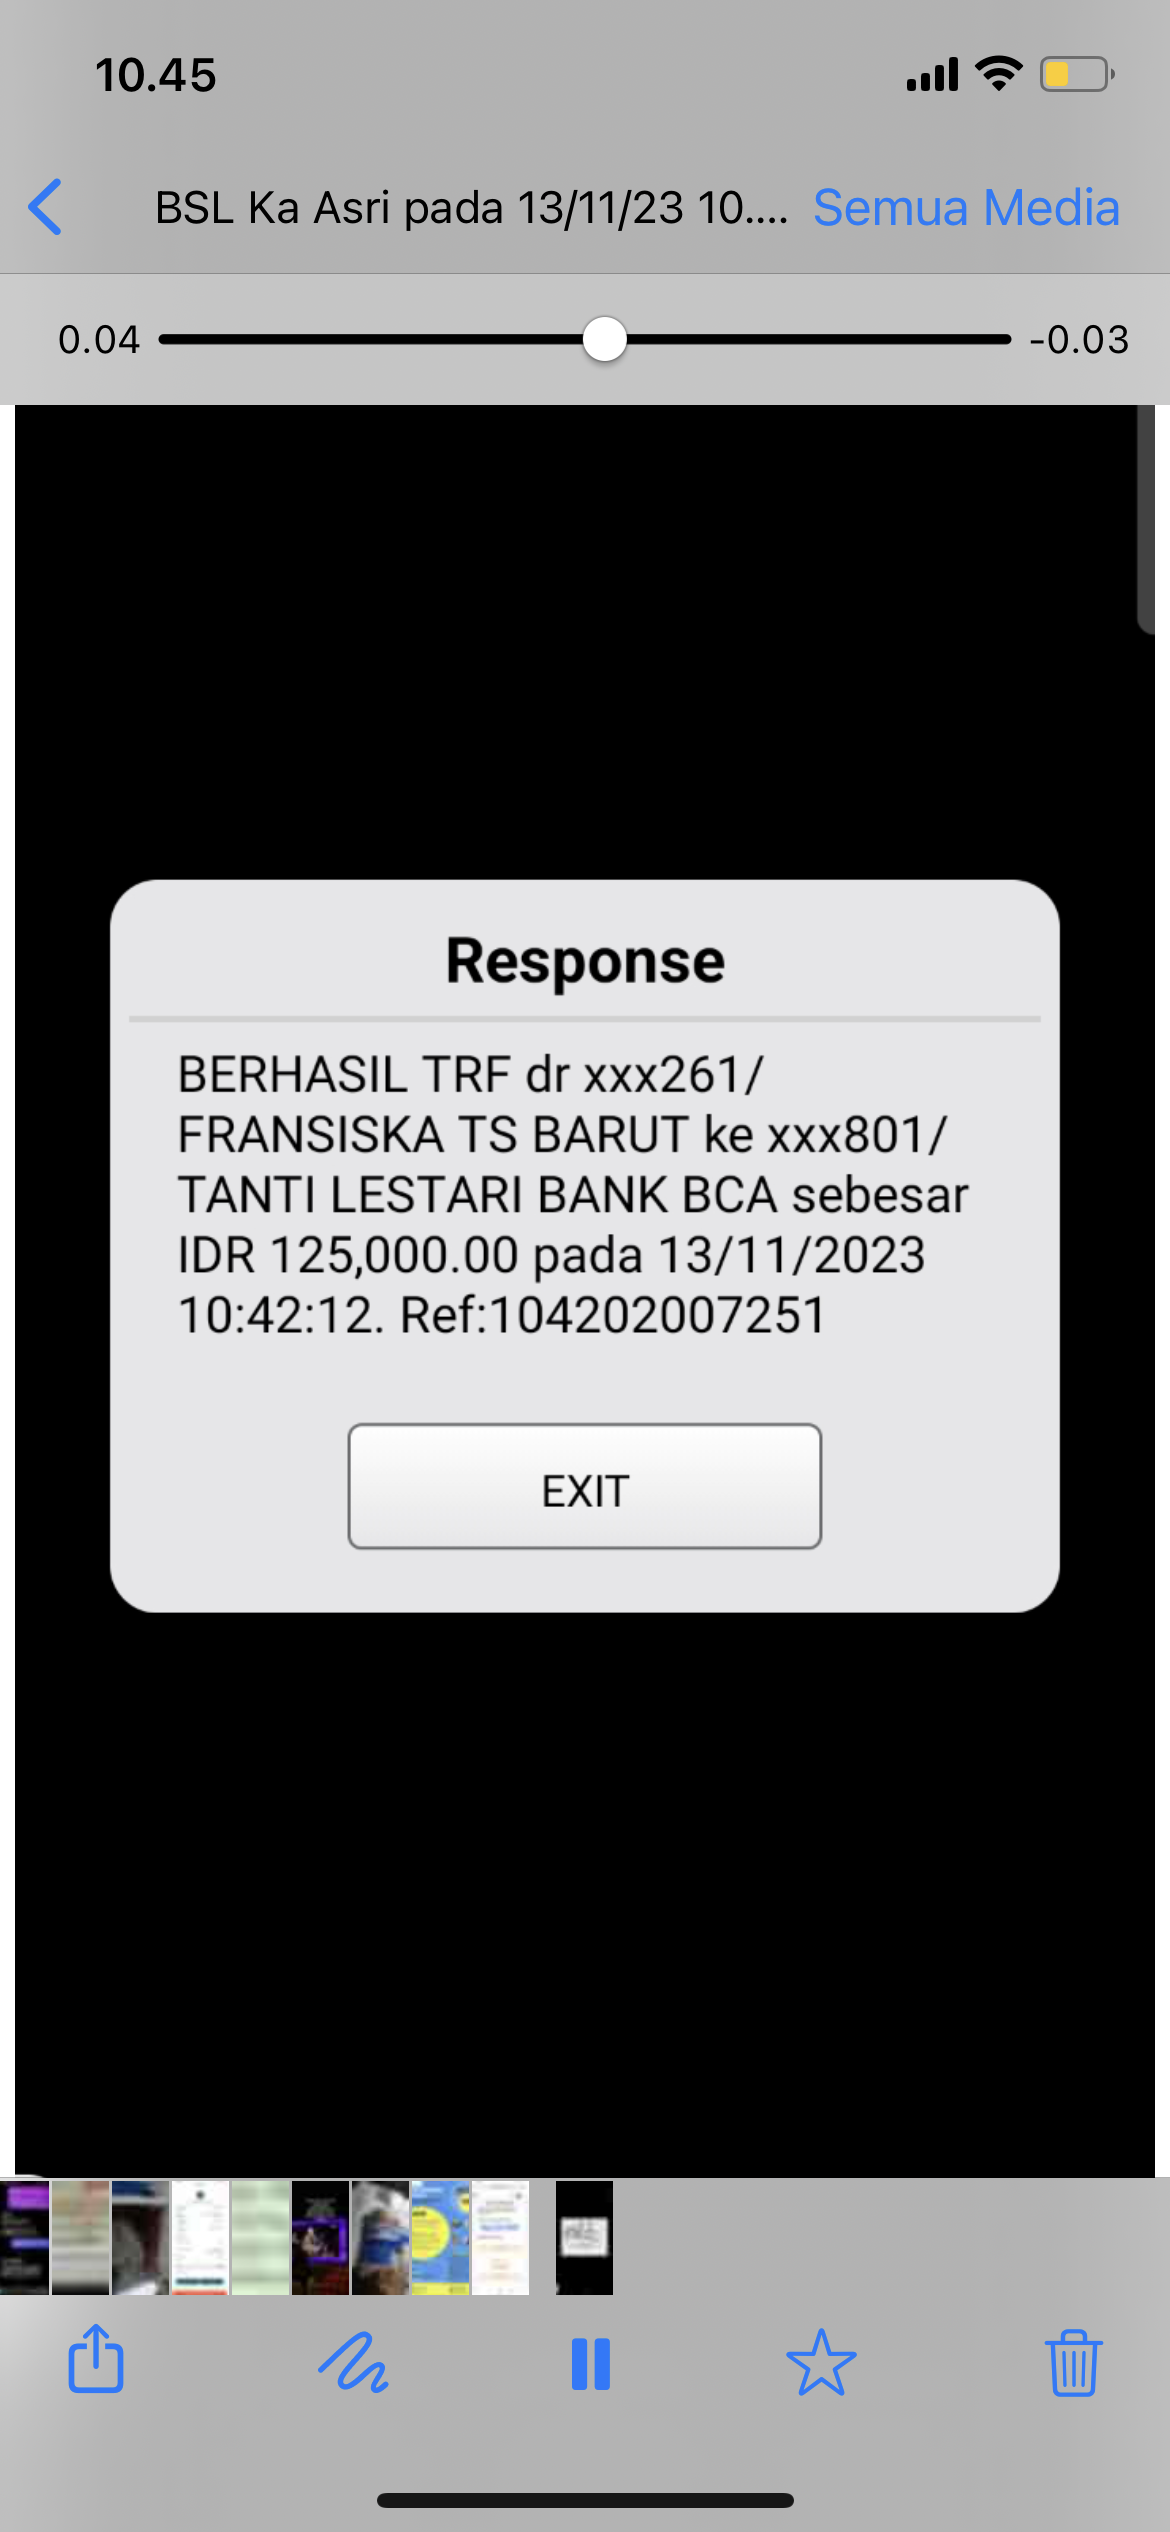 10.45
BSL Ka Asri pada 13/11/23 10....
Semua Media
0.04
-0.03
Response
BERHASIL TRF dr xxx261/
FRANSISKA TS BARUT ke xxx801/
TANTI LESTARI BANK BCA sebesar
IDR 125,000.00 pada 13/11/2023
10:42:12. Ref:104202007251
EXIT